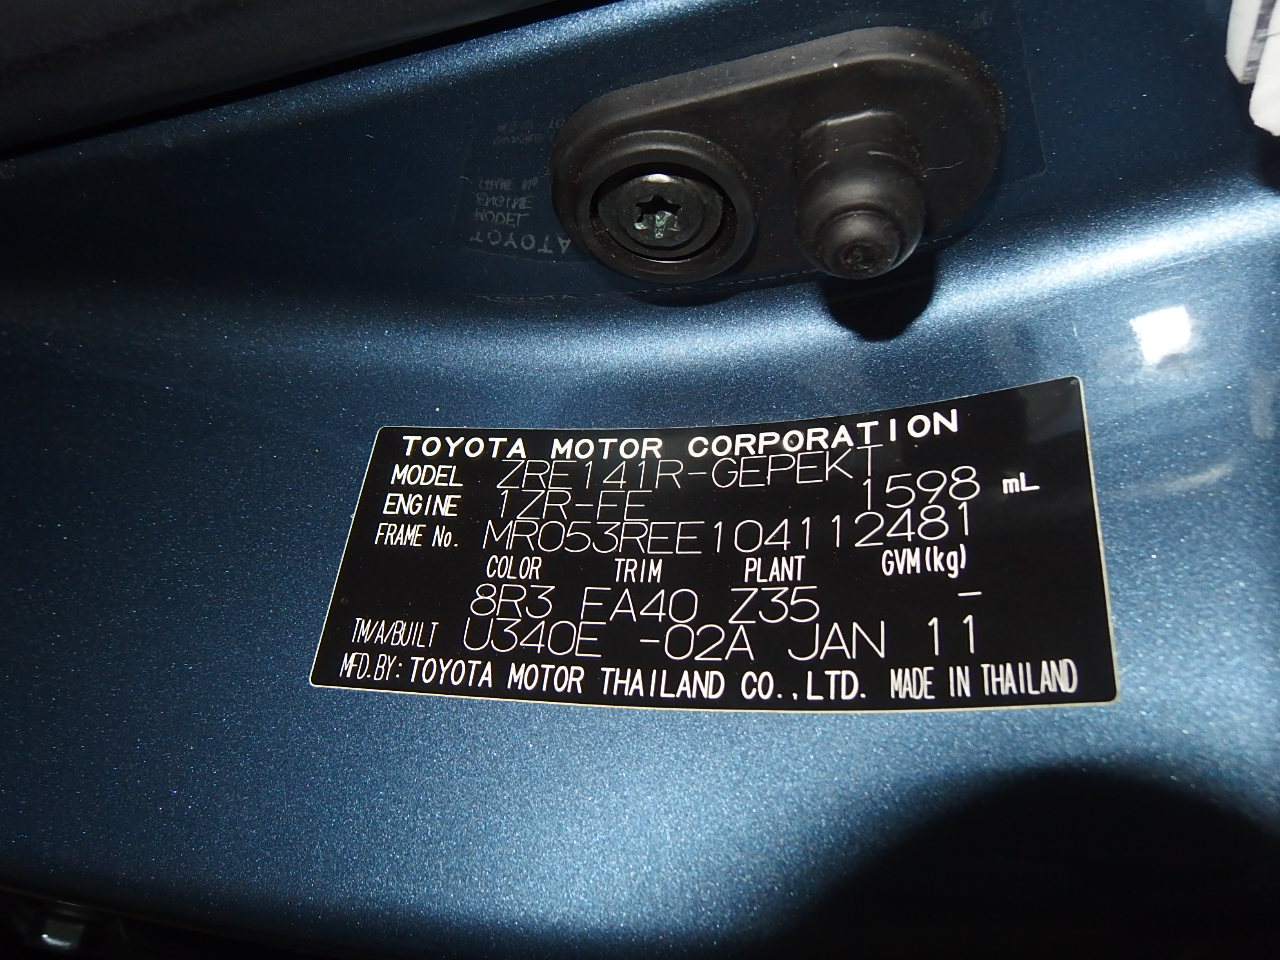 TOYOTA MOTOR CORPORATION
MODEL ZRE141R-GEPEKT
ENGINE 1ZR-FE 1598 mL
FRAME No. MR053REE104112481
COLOR TRIM PLANT GVM(kg)
8R3 FA40 Z35 -
TM/A/BUILT U340E -02A JAN 11
MFD.BY: TOYOTA MOTOR THAILAND CO.,LTD. MADE IN THAILAND